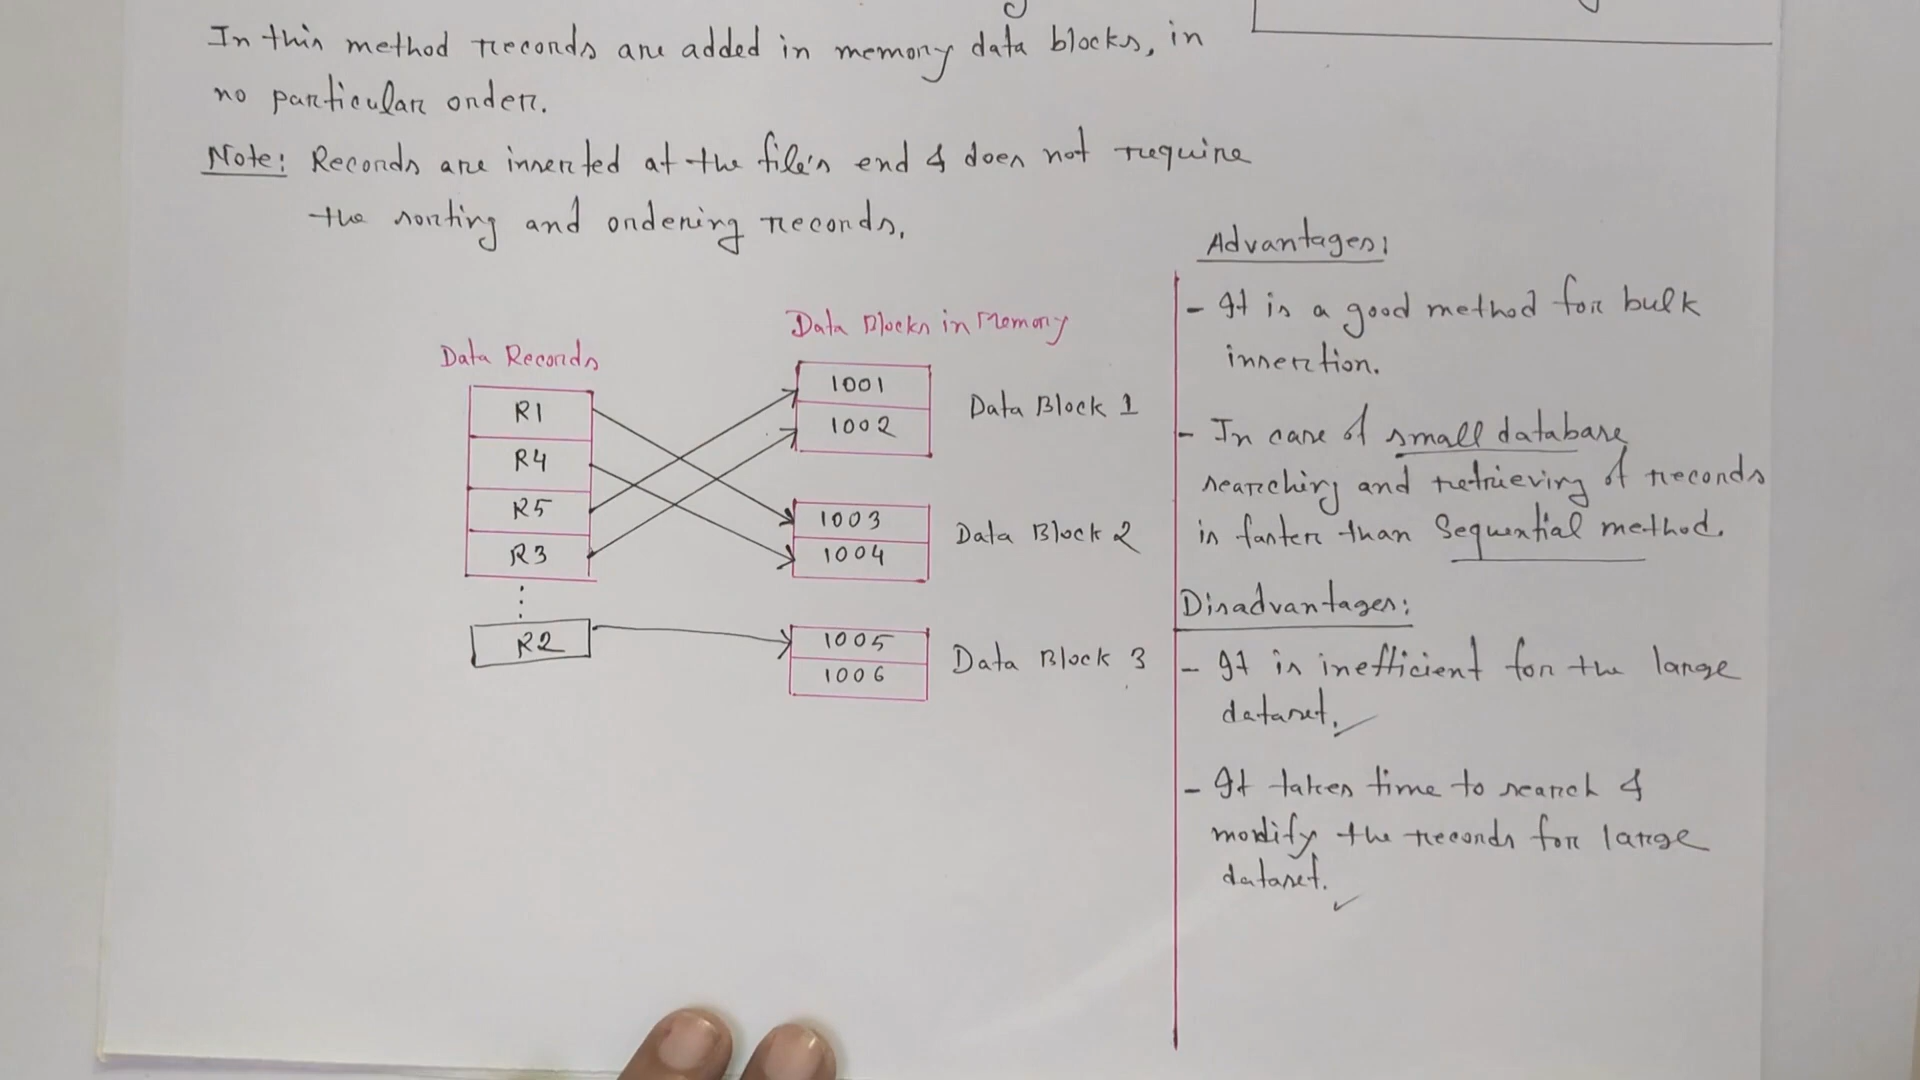 In this method records are added in memory data blocks, in
no particular order.
Note: Records are inserted at the file's end & does not require
the sorting and ordering records.
Data Records
R1
R4
R5
R3
R2
Data Blocks in Memory
1001
1002
Data Block 1
1003
1004
Data Block 2
1005
1006
Data Block 3
Advantages:
- It is a good method for bulk
insertion.
- In case of small database
searching and retrieving of records
is faster than Sequential method.
Disadvantages:
- It is inefficient for the large
dataset.
- It takes time to search &
modify the records for large
dataset.